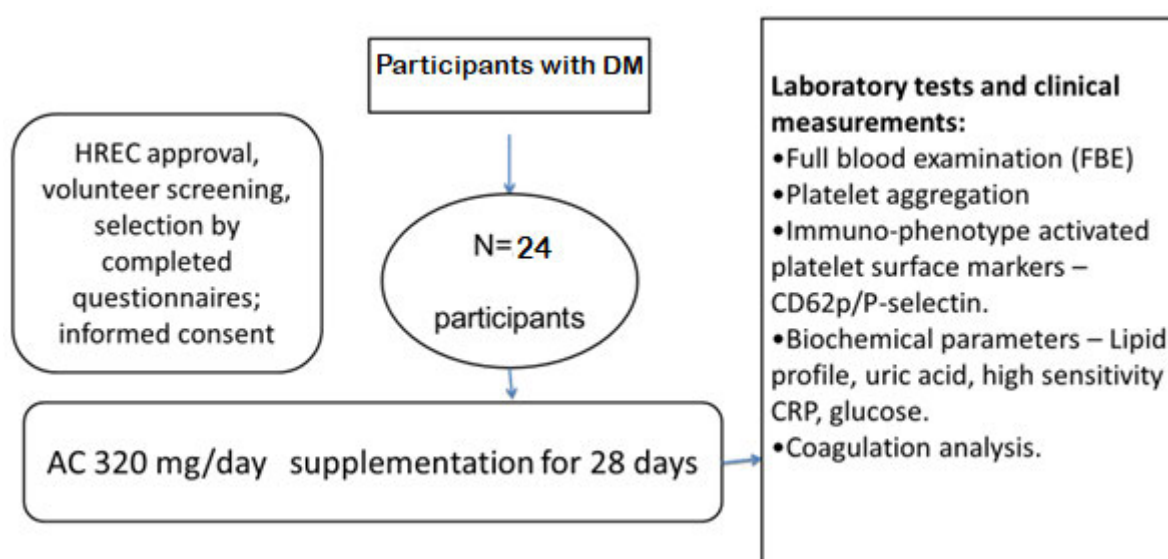 Participants with DM
HREC approval,
volunteer screening,
selection by
completed
questionnaires;
informed consent
N= 24
participants
AC 320 mg/day supplementation for 28 days
Laboratory tests and clinical
measurements:
•Full blood examination (FBE)
•Platelet aggregation
•Immuno-phenotype activated
platelet surface markers –
CD62p/P-selectin.
•Biochemical parameters – Lipid
profile, uric acid, high sensitivity
CRP, glucose.
•Coagulation analysis.